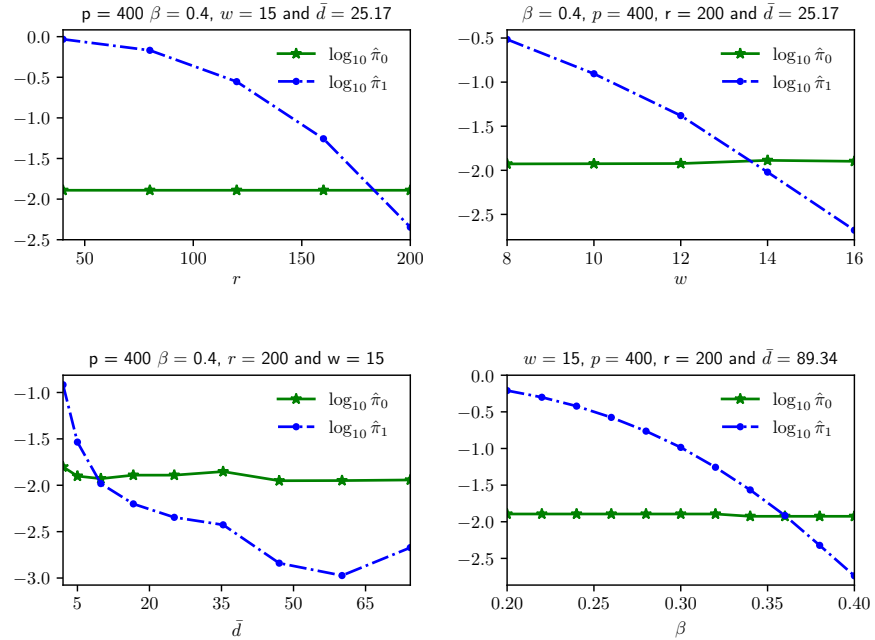 p = 400 β = 0.4, w = 15 and d̄ = 25.17
0.0
−0.5
−1.0
−1.5
−2.0
−2.5
50
100
150
200
r
log₁₀ π̂₀
log₁₀ π̂₁
β = 0.4, p = 400, r = 200 and d̄ = 25.17
−0.5
−1.0
−1.5
−2.0
−2.5
8
10
12
14
16
w
log₁₀ π̂₀
log₁₀ π̂₁
p = 400 β = 0.4, r = 200 and w = 15
−1.0
−1.5
−2.0
−2.5
−3.0
5
20
35
50
65
d̄
log₁₀ π̂₀
log₁₀ π̂₁
w = 15, p = 400, r = 200 and d̄ = 89.34
0.0
−0.5
−1.0
−1.5
−2.0
−2.5
0.20
0.25
0.30
0.35
0.40
β
log₁₀ π̂₀
log₁₀ π̂₁